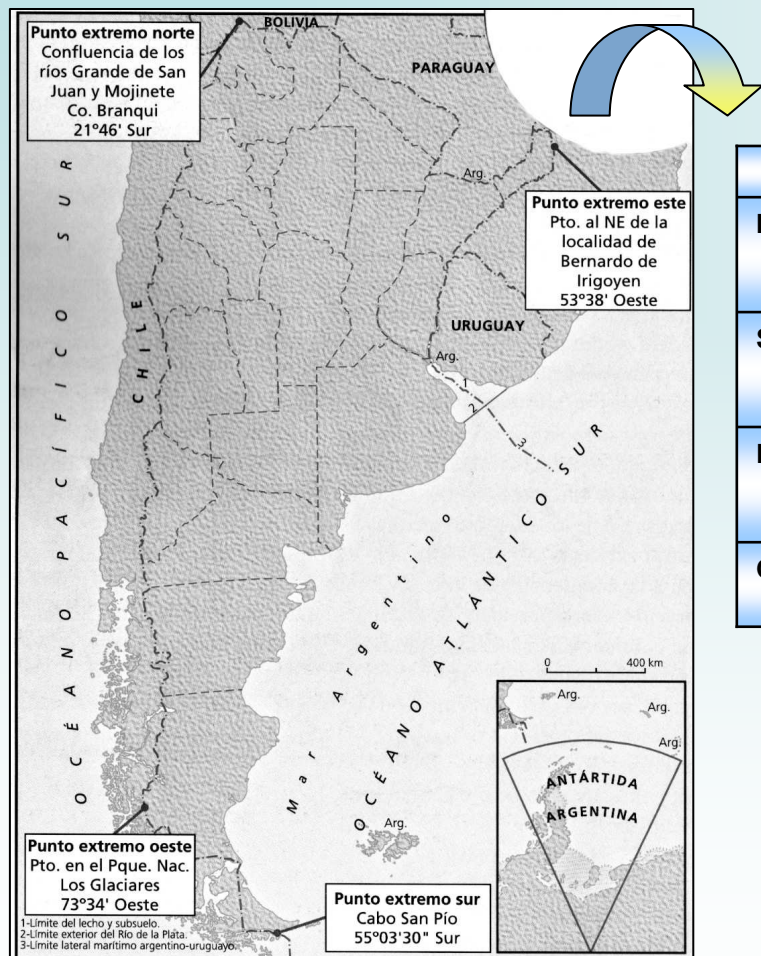 BOLIVIA
Punto extremo norte
Confluencia de los
ríos Grande de San
Juan y Mojinete
Co. Branqui
21°46' Sur
PARAGUAY
Arg.
Punto extremo este
Pto. al NE de la
localidad de
Bernardo de
Irigoyen
53°38' Oeste
URUGUAY
Arg.
1
2
3
CHILE
OCÉANO PACÍFICO SUR
Mar Argentino
OCÉANO ATLÁNTICO SUR
0 400 km
Arg.
Arg.
Arg.
ANTÁRTIDA
ARGENTINA
Arg.
Punto extremo oeste
Pto. en el Pque. Nac.
Los Glaciares
73°34' Oeste
Punto extremo sur
Cabo San Pío
55°03'30" Sur
1-Límite del lecho y subsuelo.
2-Límite exterior del Río de la Plata.
3-Límite lateral marítimo argentino-uruguayo.
S